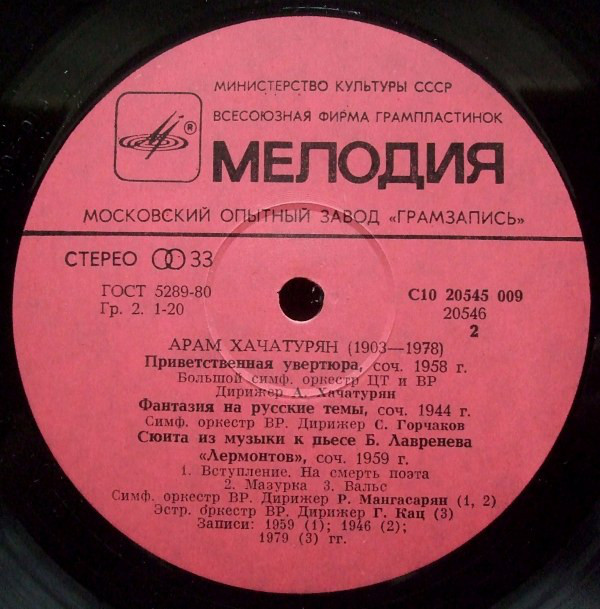 МИНИСТЕРСТВО КУЛЬТУРЫ СССР
ВСЕСОЮЗНАЯ ФИРМА ГРАМПЛАСТИНОК
®
МЕЛОДИЯ
МОСКОВСКИЙ ОПЫТНЫЙ ЗАВОД «ГРАМЗАПИСЬ»
СТЕРЕО 33
ГОСТ 5289-80
Гр. 2. 1-20
С10 20545 009
20546
2
АРАМ ХАЧАТУРЯН (1903—1978)
Приветственная увертюра, соч. 1958 г.
Большой симф. оркестр ЦТ и ВР
Дирижер А. Хачатурян
Фантазия на русские темы, соч. 1944 г.
Симф. оркестр ВР. Дирижер С. Горчаков
Сюита из музыки к пьесе Б. Лавренева
«Лермонтов», соч. 1959 г.
1. Вступление. На смерть поэта
2. Мазурка 3. Вальс
Симф. оркестр ВР. Дирижер Р. Мангасарян (1, 2)
Эстр. оркестр ВР. Дирижер Г. Кац (3)
Записи: 1959 (1); 1946 (2);
1979 (3) гг.